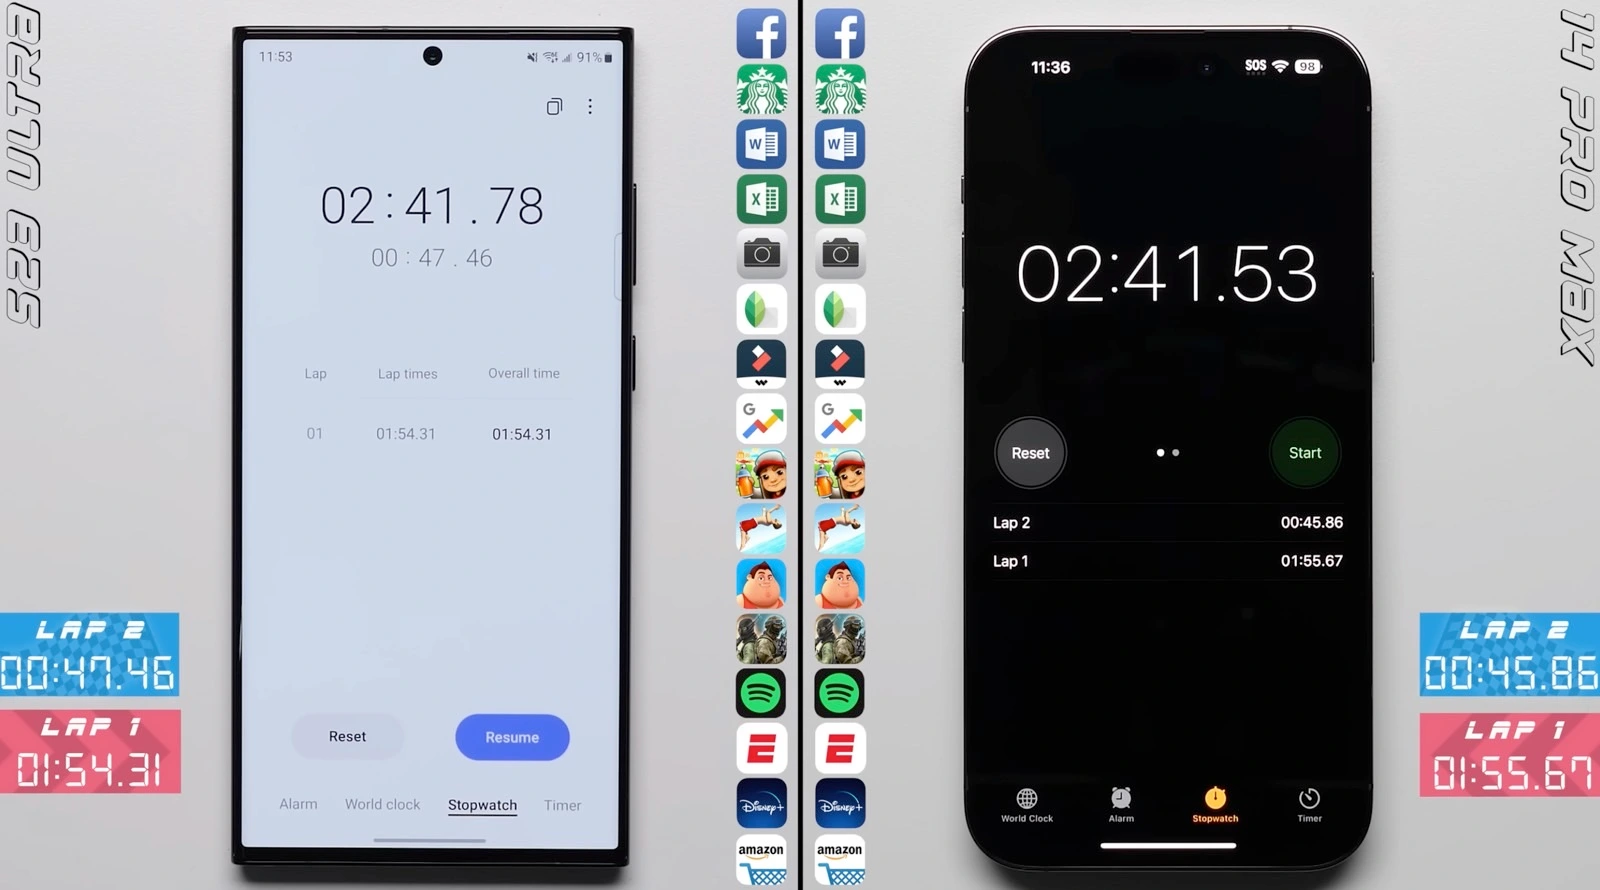 S23 ULTRA
11:53
91%
02:41.78
00:47.46
Lap Lap times Overall time
01 01:54.31 01:54.31
Reset
Resume
Alarm World clock Stopwatch Timer
LAP 2
00:47.46
LAP 1
01:54.31
f
f
W
W
X
X
G
G
E
E
Disney+
Disney+
amazon
amazon
14 PRO MAX
11:36
SOS
98
02:41.53
Reset
Start
Lap 2 00:45.86
Lap 1 01:55.67
World Clock Alarm Stopwatch Timer
LAP 2
00:45.86
LAP 1
01:55.67